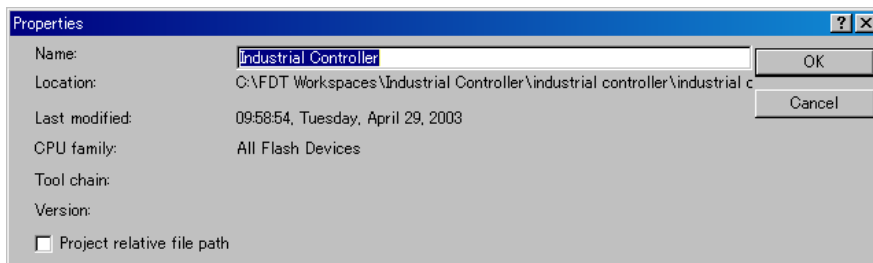 Properties
Name: Industrial Controller OK
Location: C:\FDT Workspaces\Industrial Controller\industrial controller\industrial c
Cancel
Last modified: 09:58:54, Tuesday, April 29, 2003
CPU family: All Flash Devices
Tool chain:
Version:
Project relative file path